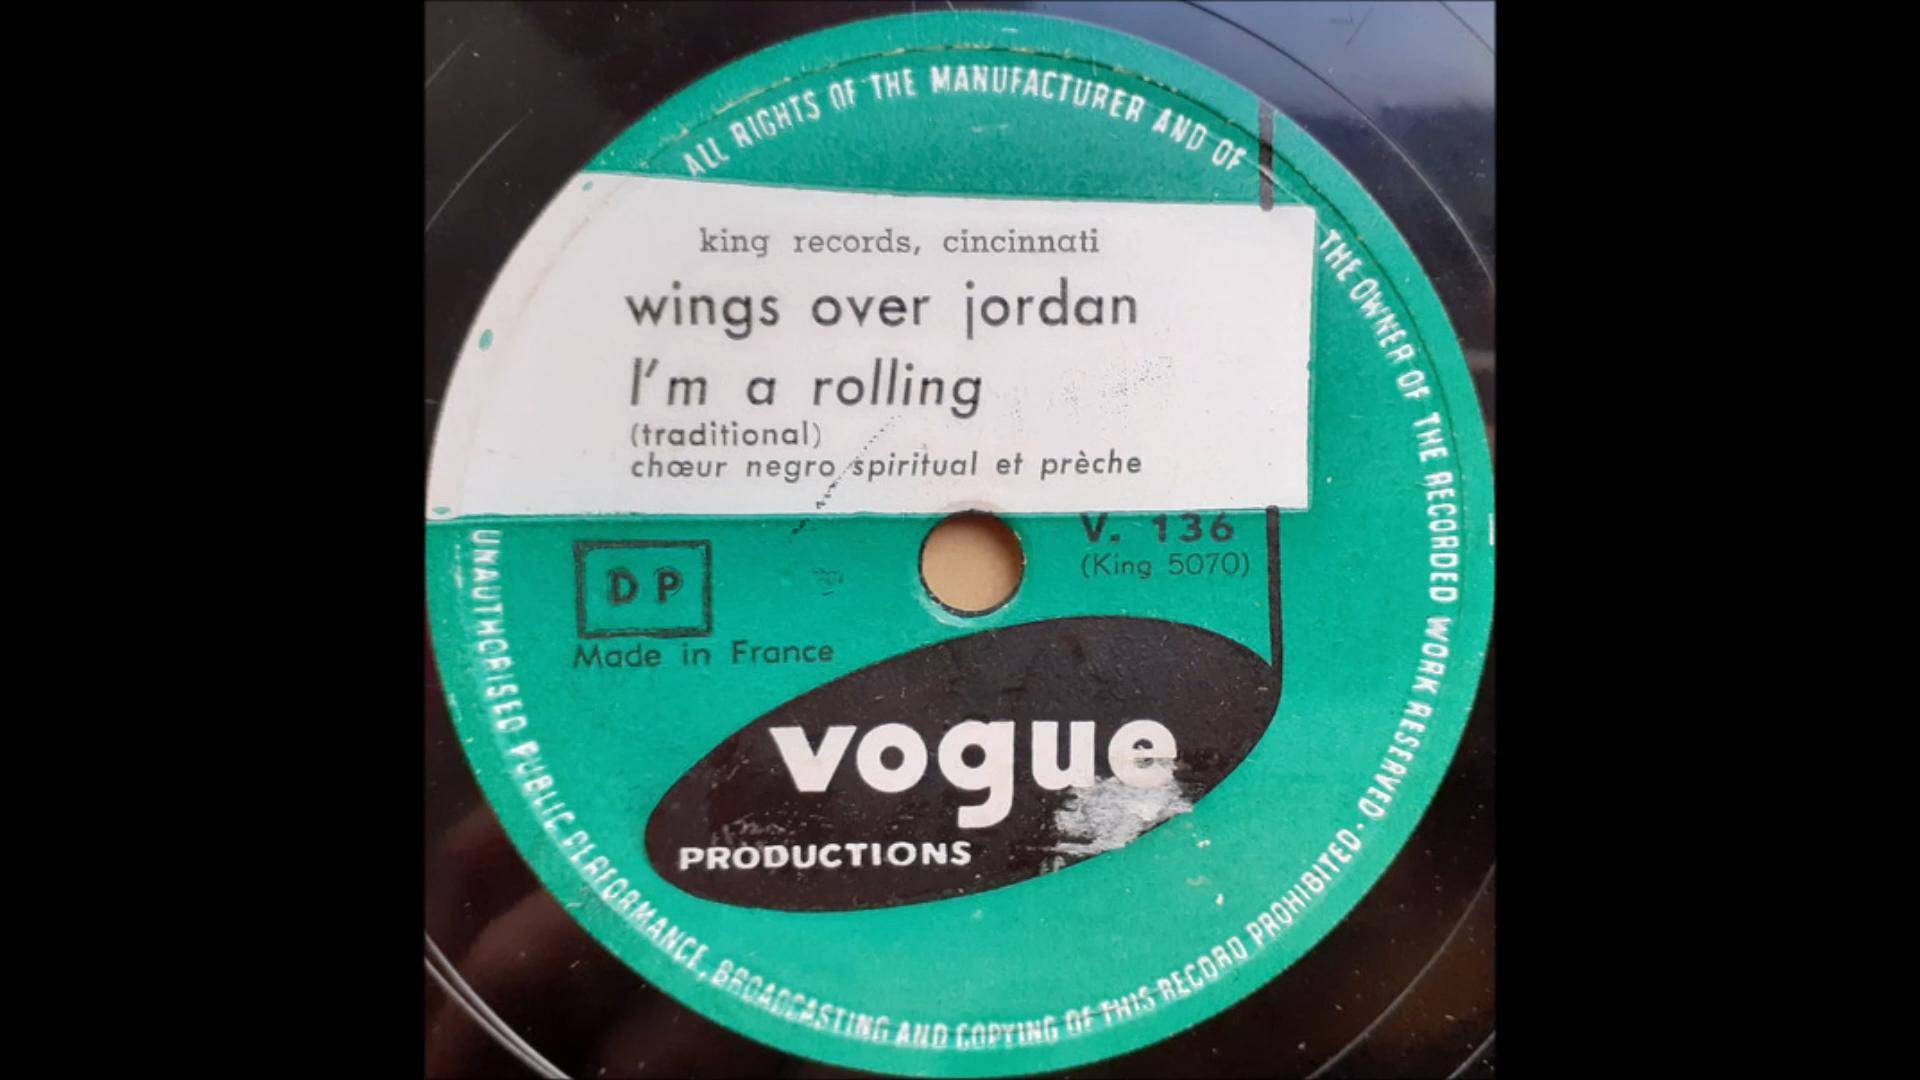 ALL RIGHTS OF THE MANUFACTURER AND OF THE OWNER OF THE RECORDED WORK RESERVED · UNAUTHORISED PUBLIC PERFORMANCE, BROADCASTING AND COPYING OF THIS RECORD PROHIBITED
king records, cincinnati
wings over jordan
I'm a rolling
(traditional)
chœur negro spiritual et prèche
V. 136
(King 5070)
DP
Made in France
vogue
PRODUCTIONS